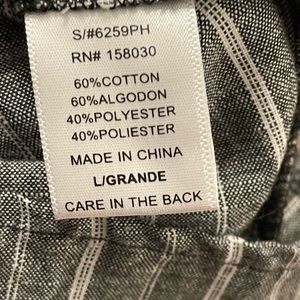 S/#6259PH
RN# 158030
60%COTTON
60%ALGODON
40%POLYESTER
40%POLIESTER
MADE IN CHINA
L/GRANDE
CARE IN THE BACK